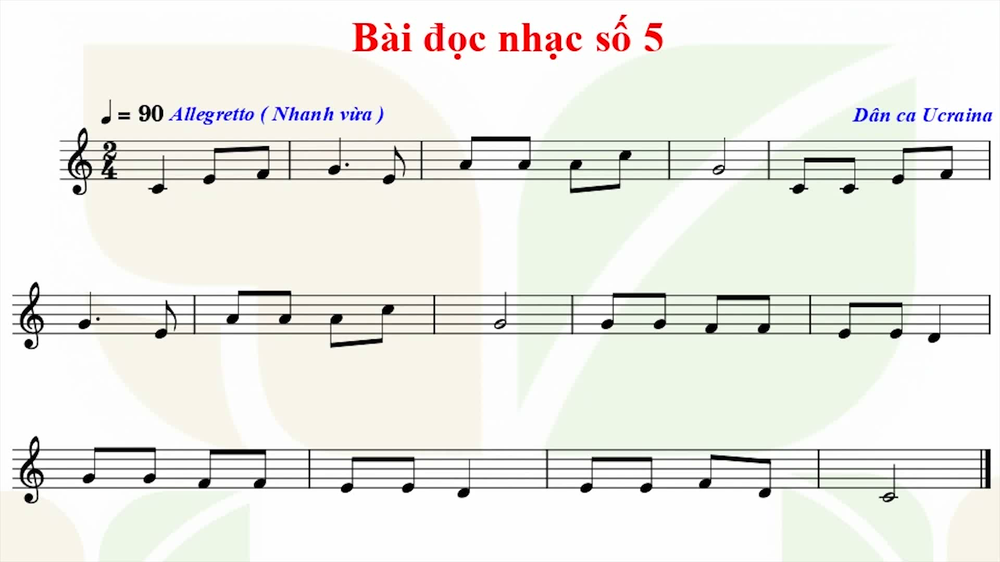 Bài đọc nhạc số 5
♩ = 90 Allegretto ( Nhanh vừa )
Dân ca Ucraina
2
4